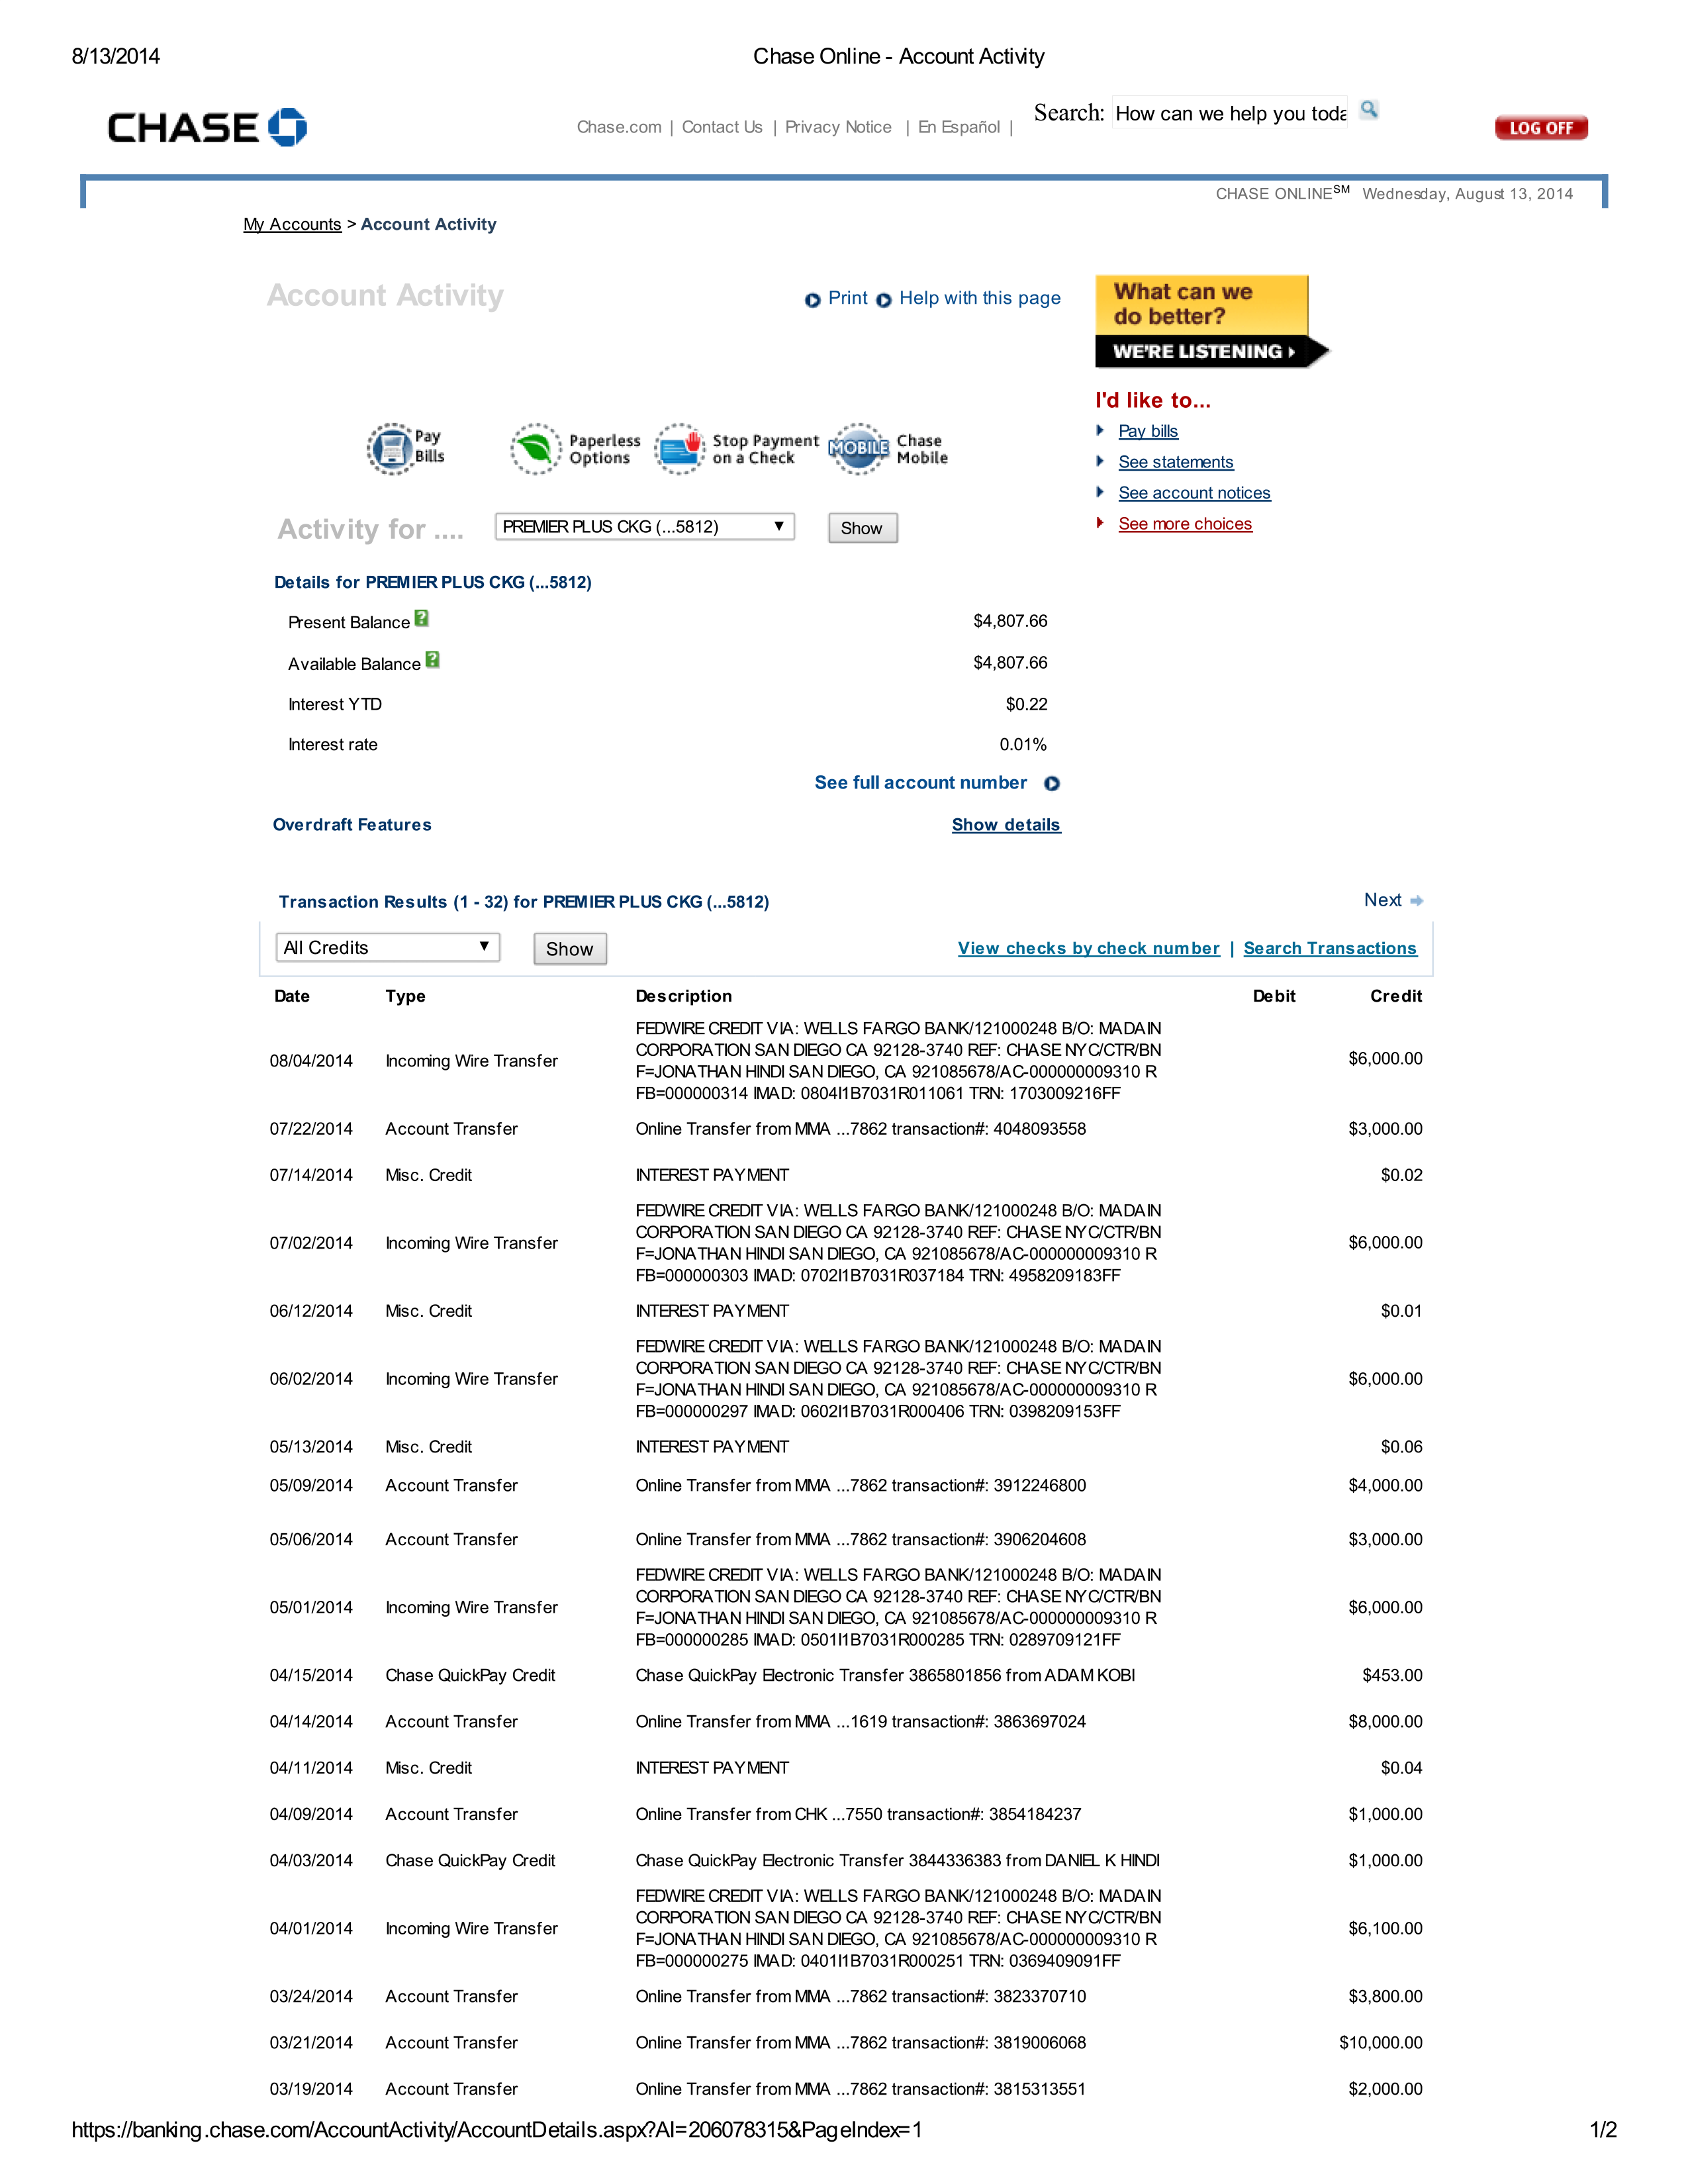 8/13/2014 Chase Online - Account Activity
CHASE
Chase.com | Contact Us | Privacy Notice | En Español | Search: How can we help you toda
LOG OFF
CHASE ONLINE℠ Wednesday, August 13, 2014
My Accounts > Account Activity
Account Activity
Print Help with this page
What can we
do better?
WE'RE LISTENING
I'd like to...
Pay bills
See statements
See account notices
See more choices
Pay Bills
Paperless Options
Stop Payment on a Check
MOBILE Chase Mobile
Activity for .... PREMIER PLUS CKG (...5812) Show
Details for PREMIER PLUS CKG (...5812)
Present Balance ? $4,807.66
Available Balance ? $4,807.66
Interest YTD $0.22
Interest rate 0.01%
See full account number
Overdraft Features Show details
Transaction Results (1 - 32) for PREMIER PLUS CKG (...5812) Next
All Credits Show View checks by check number | Search Transactions
Date Type Description Debit Credit
FEDWIRE CREDIT VIA: WELLS FARGO BANK/121000248 B/O: MADAIN
CORPORATION SAN DIEGO CA 92128-3740 REF: CHASE NYC/CTR/BN
08/04/2014 Incoming Wire Transfer $6,000.00
F=JONATHAN HINDI SAN DIEGO, CA 921085678/AC-000000009310 R
FB=000000314 IMAD: 0804I1B7031R011061 TRN: 1703009216FF
07/22/2014 Account Transfer Online Transfer from MMA ...7862 transaction#: 4048093558 $3,000.00
07/14/2014 Misc. Credit INTEREST PAYMENT $0.02
FEDWIRE CREDIT VIA: WELLS FARGO BANK/121000248 B/O: MADAIN
CORPORATION SAN DIEGO CA 92128-3740 REF: CHASE NYC/CTR/BN
07/02/2014 Incoming Wire Transfer $6,000.00
F=JONATHAN HINDI SAN DIEGO, CA 921085678/AC-000000009310 R
FB=000000303 IMAD: 0702I1B7031R037184 TRN: 4958209183FF
06/12/2014 Misc. Credit INTEREST PAYMENT $0.01
FEDWIRE CREDIT VIA: WELLS FARGO BANK/121000248 B/O: MADAIN
CORPORATION SAN DIEGO CA 92128-3740 REF: CHASE NYC/CTR/BN
06/02/2014 Incoming Wire Transfer $6,000.00
F=JONATHAN HINDI SAN DIEGO, CA 921085678/AC-000000009310 R
FB=000000297 IMAD: 0602I1B7031R000406 TRN: 0398209153FF
05/13/2014 Misc. Credit INTEREST PAYMENT $0.06
05/09/2014 Account Transfer Online Transfer from MMA ...7862 transaction#: 3912246800 $4,000.00
05/06/2014 Account Transfer Online Transfer from MMA ...7862 transaction#: 3906204608 $3,000.00
FEDWIRE CREDIT VIA: WELLS FARGO BANK/121000248 B/O: MADAIN
CORPORATION SAN DIEGO CA 92128-3740 REF: CHASE NYC/CTR/BN
05/01/2014 Incoming Wire Transfer $6,000.00
F=JONATHAN HINDI SAN DIEGO, CA 921085678/AC-000000009310 R
FB=000000285 IMAD: 0501I1B7031R000285 TRN: 0289709121FF
04/15/2014 Chase QuickPay Credit Chase QuickPay Electronic Transfer 3865801856 from ADAM KOBI $453.00
04/14/2014 Account Transfer Online Transfer from MMA ...1619 transaction#: 3863697024 $8,000.00
04/11/2014 Misc. Credit INTEREST PAYMENT $0.04
04/09/2014 Account Transfer Online Transfer from CHK ...7550 transaction#: 3854184237 $1,000.00
04/03/2014 Chase QuickPay Credit Chase QuickPay Electronic Transfer 3844336383 from DANIEL K HINDI $1,000.00
FEDWIRE CREDIT VIA: WELLS FARGO BANK/121000248 B/O: MADAIN
CORPORATION SAN DIEGO CA 92128-3740 REF: CHASE NYC/CTR/BN
04/01/2014 Incoming Wire Transfer $6,100.00
F=JONATHAN HINDI SAN DIEGO, CA 921085678/AC-000000009310 R
FB=000000275 IMAD: 0401I1B7031R000251 TRN: 0369409091FF
03/24/2014 Account Transfer Online Transfer from MMA ...7862 transaction#: 3823370710 $3,800.00
03/21/2014 Account Transfer Online Transfer from MMA ...7862 transaction#: 3819006068 $10,000.00
03/19/2014 Account Transfer Online Transfer from MMA ...7862 transaction#: 3815313551 $2,000.00
https://banking.chase.com/AccountActivity/AccountDetails.aspx?AI=206078315&PageIndex=1 1/2